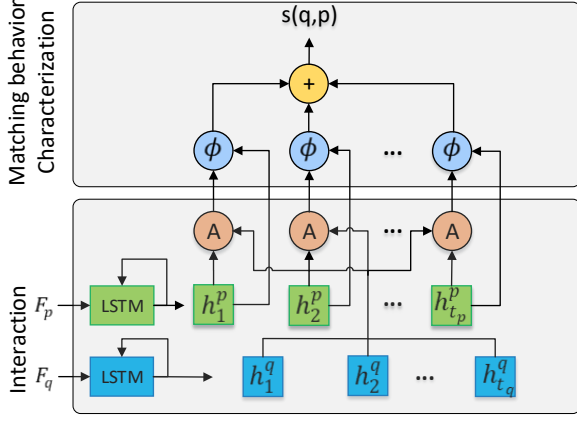 s(q,p)
Matching behavior
Characterization
+
ϕ ϕ ... ϕ
A A ... A
Interaction
F_p LSTM h_1^p h_2^p ... h_{t_p}^p
F_q LSTM h_1^q h_2^q ... h_{t_q}^q